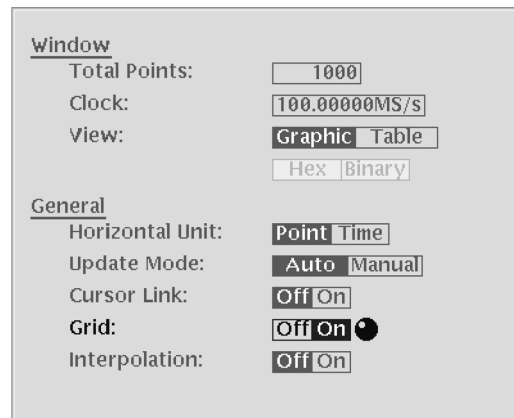 Window
Total Points: 1000
Clock: 100.00000MS/s
View: Graphic Table
Hex Binary
General
Horizontal Unit: Point Time
Update Mode: Auto Manual
Cursor Link: Off On
Grid: Off On
Interpolation: Off On